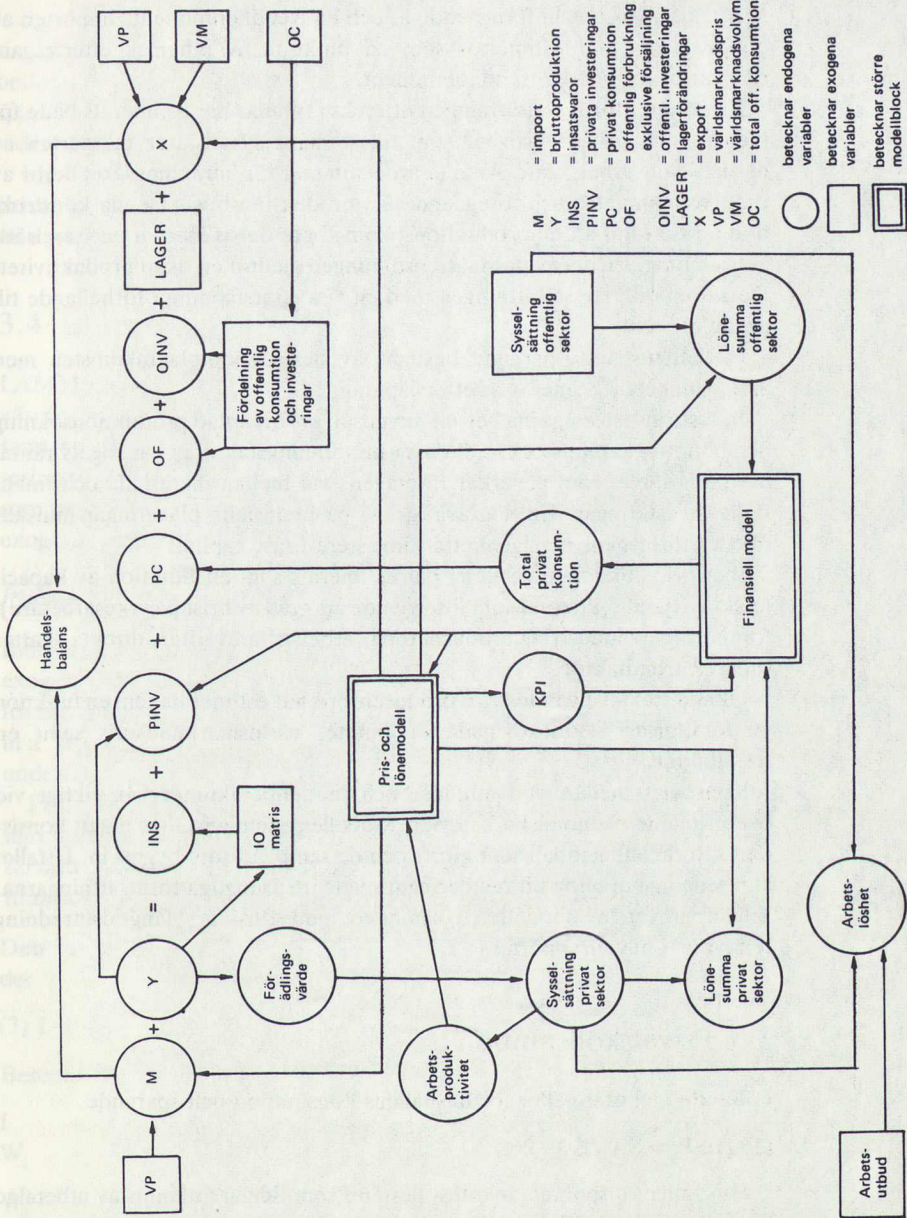 Handels-
balans
VP
M + Y = INS + PINV + PC + OF + OINV + LAGER + X
VP
VM
OC
IO
matris
För-
ädlings-
värde
Fördelning
av offentlig
konsumtion
och investe-
ringar
Arbets-
produk-
tivitet
Pris- och
lönemodell
Total
privat
konsum-
tion
KPI
Syssel-
sättning
privat
sektor
Syssel-
sättning
offentlig
sektor
Löne-
summa
privat
sektor
Finansiell modell
Löne-
summa
offentlig
sektor
Arbets-
utbud
Arbets-
löshet
M = import
Y = bruttoproduktion
INS = insatsvaror
PINV = privata investeringar
PC = privat konsumtion
OF = offentlig förbrukning
exklusive försäljning
OINV = offentl. investeringar
LAGER = lagerförändringar
X = export
VP = världsmarknadspris
VM = världsmarknadsvolym
OC = total off. konsumtion
betecknar endogena
variabler
betecknar exogena
variabler
betecknar större
modellblock